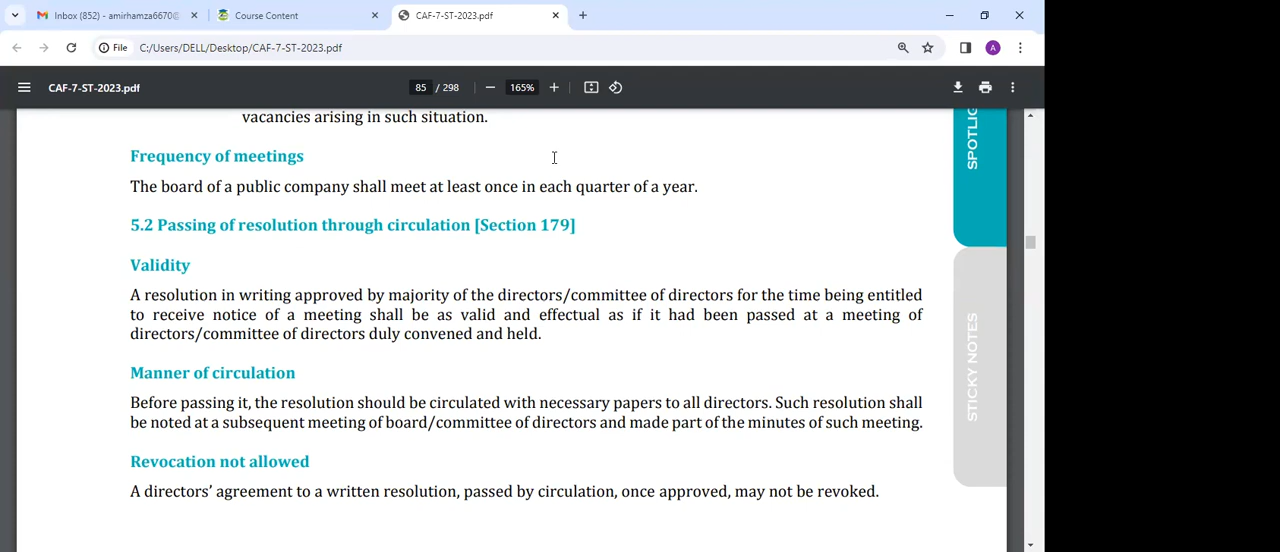 Inbox (852) - amirhamza6670@
Course Content
CAF-7-ST-2023.pdf
File C:/Users/DELL/Desktop/CAF-7-ST-2023.pdf
A
CAF-7-ST-2023.pdf
85 / 298
165%
vacancies arising in such situation.
Frequency of meetings
The board of a public company shall meet at least once in each quarter of a year.
5.2 Passing of resolution through circulation [Section 179]
Validity
A resolution in writing approved by majority of the directors/committee of directors for the time being entitled
to receive notice of a meeting shall be as valid and effectual as if it had been passed at a meeting of
directors/committee of directors duly convened and held.
Manner of circulation
Before passing it, the resolution should be circulated with necessary papers to all directors. Such resolution shall
be noted at a subsequent meeting of board/committee of directors and made part of the minutes of such meeting.
Revocation not allowed
A directors' agreement to a written resolution, passed by circulation, once approved, may not be revoked.
SPOTLIG
STICKY NOTES